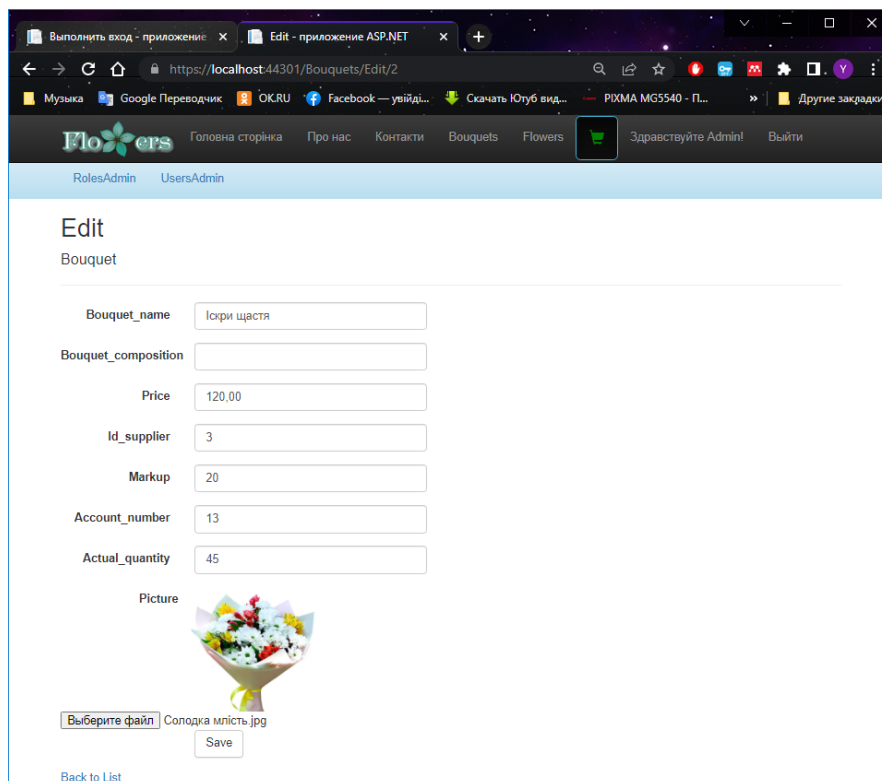 Выполнить вход - приложение
Edit - приложение ASP.NET
https://localhost:44301/Bouquets/Edit/2
Музыка Google Переводчик OK.RU Facebook — увійді... Скачать Ютуб вид... PIXMA MG5540 - П... » Другие закладки
Flowers Головна сторінка Про нас Контакти Bouquets Flowers Здравствуйте Admin! Выйти
RolesAdmin UsersAdmin
Edit
Bouquet
Bouquet_name Іскри щастя
Bouquet_composition
Price 120,00
Id_supplier 3
Markup 20
Account_number 13
Actual_quantity 45
Picture
Выберите файл Солодка млість.jpg
Save
Back to List